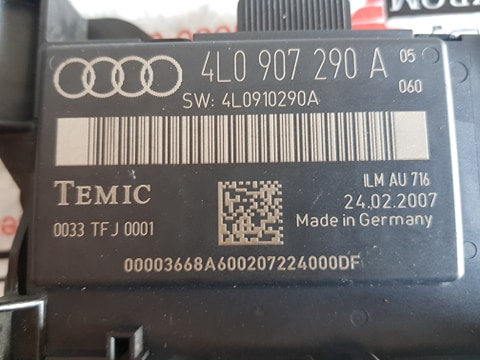 4L0 907 290 A 05
060
SW: 4L0910290A
TEMIC
ILM AU 716
24.02.2007
0033 TFJ 0001
Made in Germany
00003668A600207224000DF